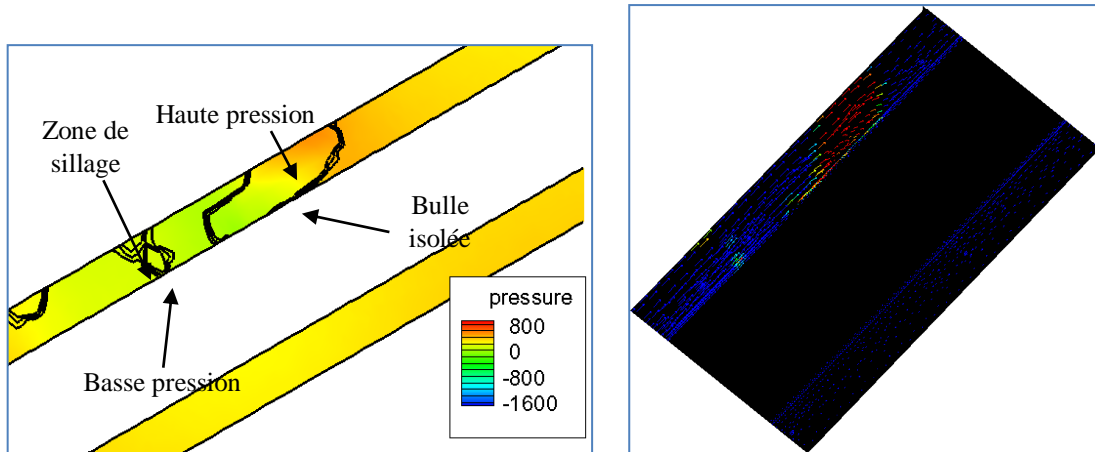 Haute pression
Zone de
sillage
Bulle
isolée
Basse pression
pressure
800
0
-800
-1600